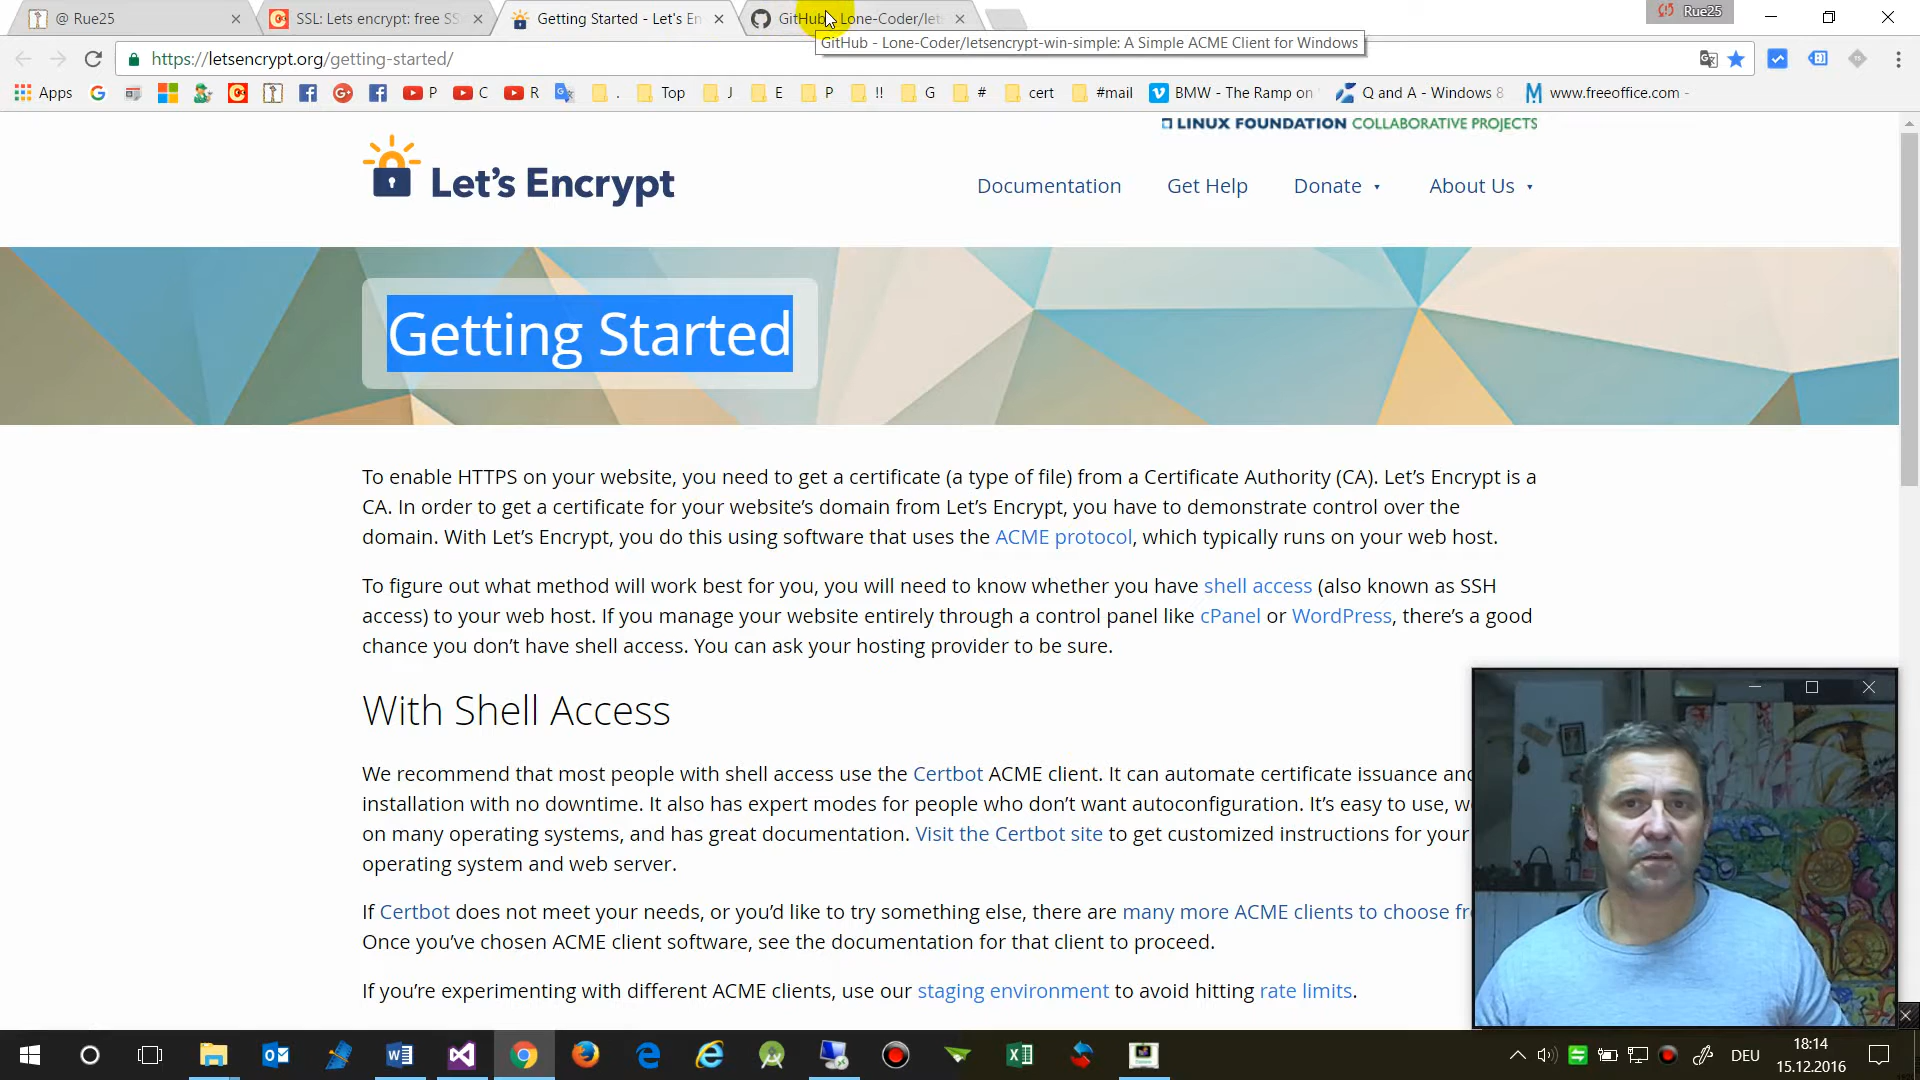 @ Rue25
SSL: Lets encrypt: free SS
Getting Started - Let's En
GitHub - Lone-Coder/let
Rue25
GitHub - Lone-Coder/letsencrypt-win-simple: A Simple ACME Client for Windows
https://letsencrypt.org/getting-started/
Apps P C R . Top J E P !! G # cert #mail BMW - The Ramp on Q and A - Windows 8 www.freeoffice.com -
LINUX FOUNDATION COLLABORATIVE PROJECTS
Let's Encrypt
Documentation Get Help Donate About Us
Getting Started
To enable HTTPS on your website, you need to get a certificate (a type of file) from a Certificate Authority (CA). Let's Encrypt is a
CA. In order to get a certificate for your website's domain from Let's Encrypt, you have to demonstrate control over the
domain. With Let's Encrypt, you do this using software that uses the ACME protocol, which typically runs on your web host.
To figure out what method will work best for you, you will need to know whether you have shell access (also known as SSH
access) to your web host. If you manage your website entirely through a control panel like cPanel or WordPress, there's a good
chance you don't have shell access. You can ask your hosting provider to be sure.
With Shell Access
We recommend that most people with shell access use the Certbot ACME client. It can automate certificate issuance and
installation with no downtime. It also has expert modes for people who don't want autoconfiguration. It's easy to use, w
on many operating systems, and has great documentation. Visit the Certbot site to get customized instructions for your
operating system and web server.
If Certbot does not meet your needs, or you'd like to try something else, there are many more ACME clients to choose fr
Once you've chosen ACME client software, see the documentation for that client to proceed.
If you're experimenting with different ACME clients, use our staging environment to avoid hitting rate limits.
DEU
18:14
15.12.2016